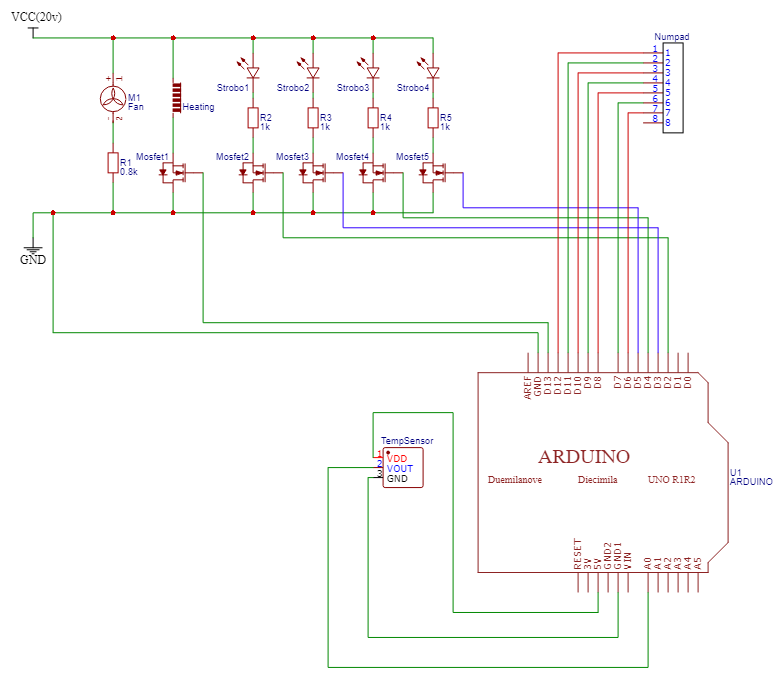 VCC(20v)
Numpad
1 1
2 2
3 3
4 4
5 5
6 6
7 7
8 8
+ 1
M1
Fan
- 2
Heating
Strobo1
Strobo2
Strobo3
Strobo4
R2
1k
R3
1k
R4
1k
R5
1k
R1
0.8k
Mosfet1
Mosfet2
Mosfet3
Mosfet4
Mosfet5
GND
AREF
GND
D13
D12
D11
D10
D9
D8
D7
D6
D5
D4
D3
D2
D1
D0
TempSensor
1 VDD
2 VOUT
3 GND
ARDUINO
Duemilanove
Diecimila
UNO R1R2
U1
ARDUINO
RESET
3V
5V
GND2
GND1
VIN
A0
A1
A2
A3
A4
A5